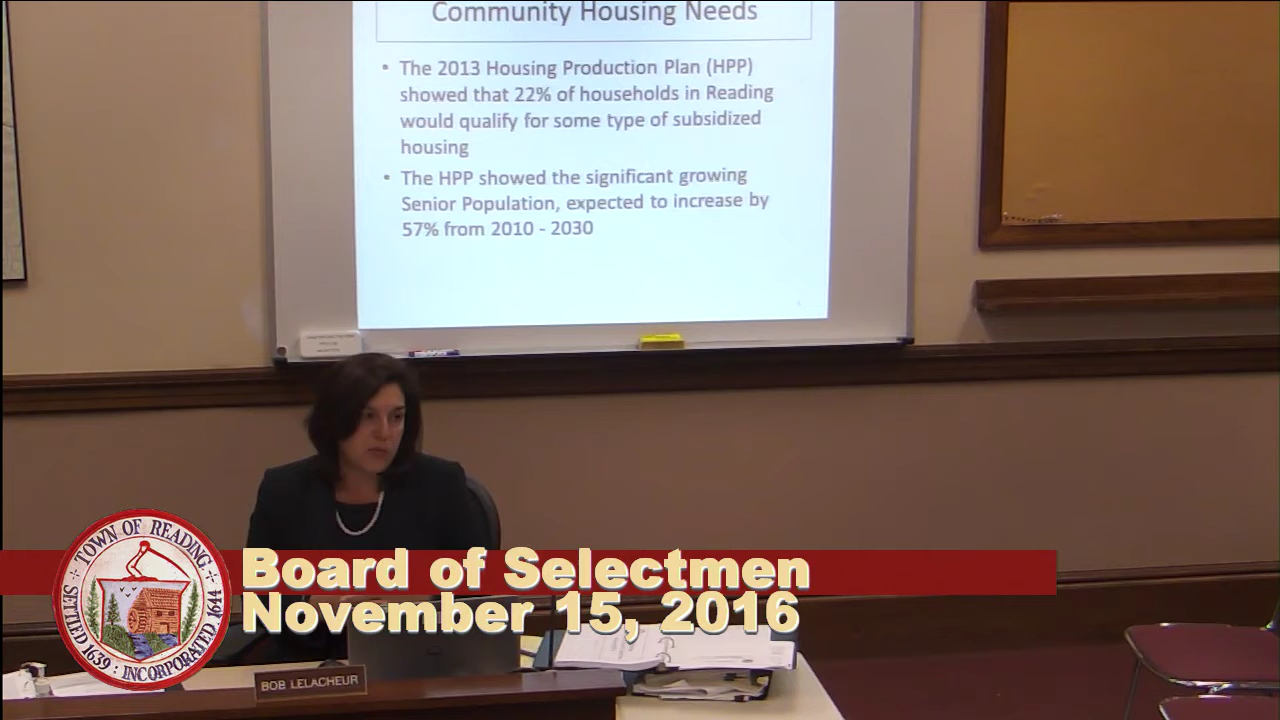 Community Housing Needs
• The 2013 Housing Production Plan (HPP)
showed that 22% of households in Reading
would qualify for some type of subsidized
housing
• The HPP showed the significant growing
Senior Population, expected to increase by
57% from 2010 - 2030
TOWN OF READING
SETTLED 1639 : INCORPORATED 1644
Board of Selectmen
November 15, 2016
BOB LELACHEUR